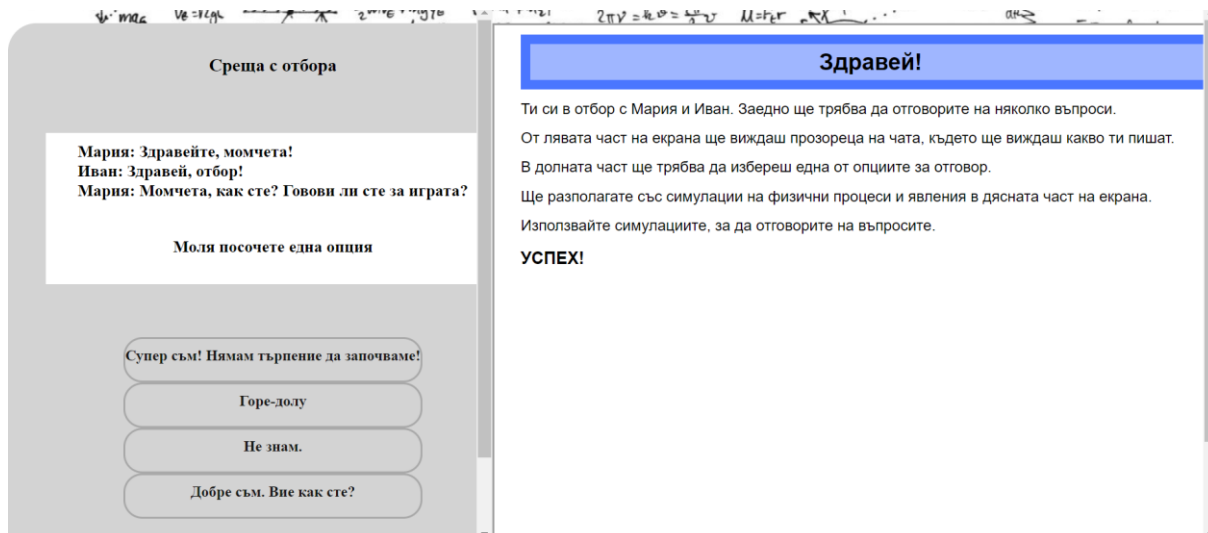 Среща с отбора
Мария: Здравейте, момчета!
Иван: Здравей, отбор!
Мария: Момчета, как сте? Говови ли сте за играта?
Моля посочете една опция
Супер съм! Нямам търпение да започваме!
Горе-долу
Не знам.
Добре съм. Вие как сте?
Здравей!
Ти си в отбор с Мария и Иван. Заедно ще трябва да отговорите на няколко въпроси.
От лявата част на екрана ще виждаш прозореца на чата, където ще виждаш какво ти пишат.
В долната част ще трябва да избереш една от опциите за отговор.
Ще разполагате със симулации на физични процеси и явления в дясната част на екрана.
Използвайте симулациите, за да отговорите на въпросите.
УСПЕХ!